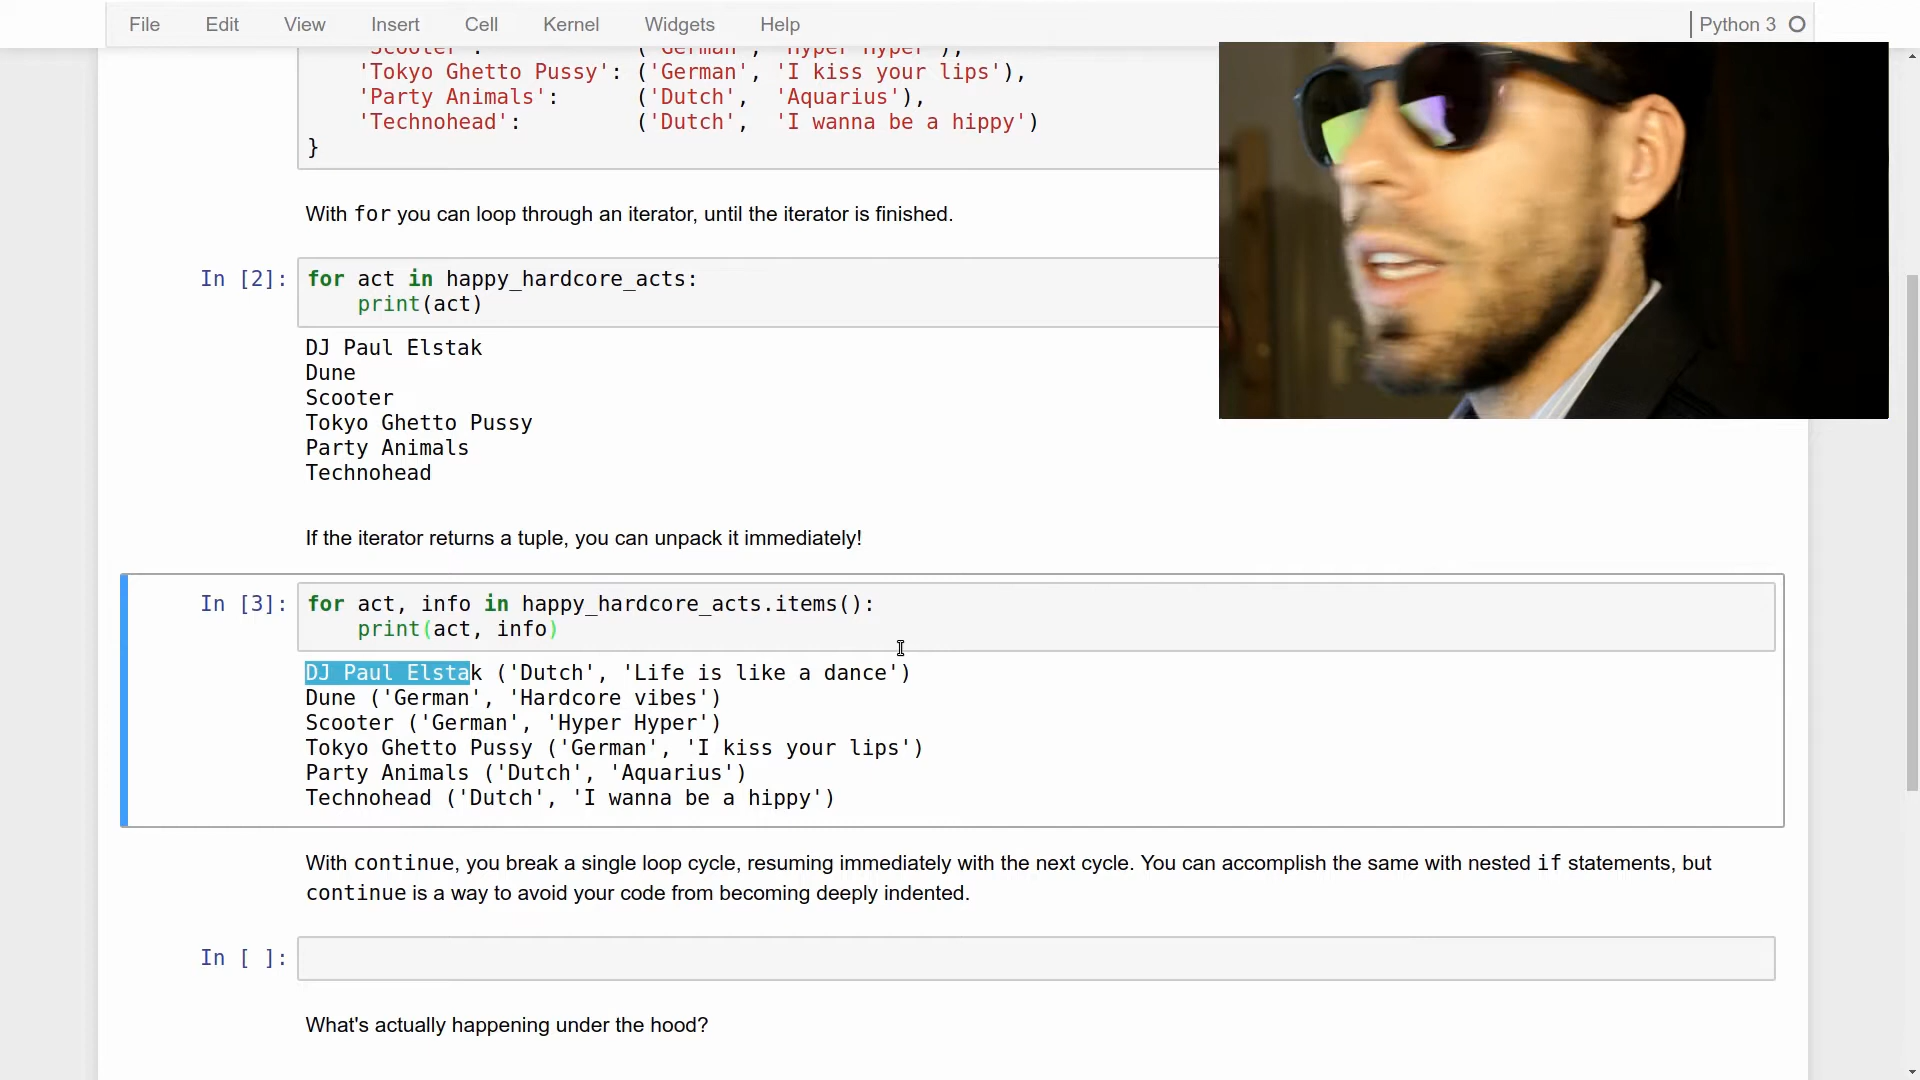 File Edit View Insert Cell Kernel Widgets Help Python 3
'Scooter': ('German', 'Hyper Hyper'),
'Tokyo Ghetto Pussy': ('German', 'I kiss your lips'),
'Party Animals': ('Dutch', 'Aquarius'),
'Technohead': ('Dutch', 'I wanna be a hippy')
}
With for you can loop through an iterator, until the iterator is finished.
In [2]: for act in happy_hardcore_acts:
print(act)
DJ Paul Elstak
Dune
Scooter
Tokyo Ghetto Pussy
Party Animals
Technohead
If the iterator returns a tuple, you can unpack it immediately!
In [3]: for act, info in happy_hardcore_acts.items():
print(act, info)
DJ Paul Elstak ('Dutch', 'Life is like a dance')
Dune ('German', 'Hardcore vibes')
Scooter ('German', 'Hyper Hyper')
Tokyo Ghetto Pussy ('German', 'I kiss your lips')
Party Animals ('Dutch', 'Aquarius')
Technohead ('Dutch', 'I wanna be a hippy')
With continue, you break a single loop cycle, resuming immediately with the next cycle. You can accomplish the same with nested if statements, but
continue is a way to avoid your code from becoming deeply indented.
In [ ]:
What's actually happening under the hood?